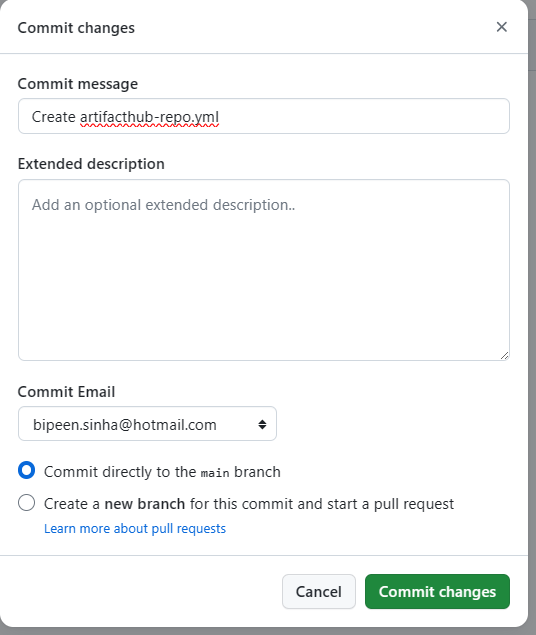 Commit changes
Commit message
Create artifacthub-repo.yml
Extended description
Add an optional extended description..
Commit Email
bipeen.sinha@hotmail.com
Commit directly to the main branch
Create a new branch for this commit and start a pull request
Learn more about pull requests
Cancel Commit changes